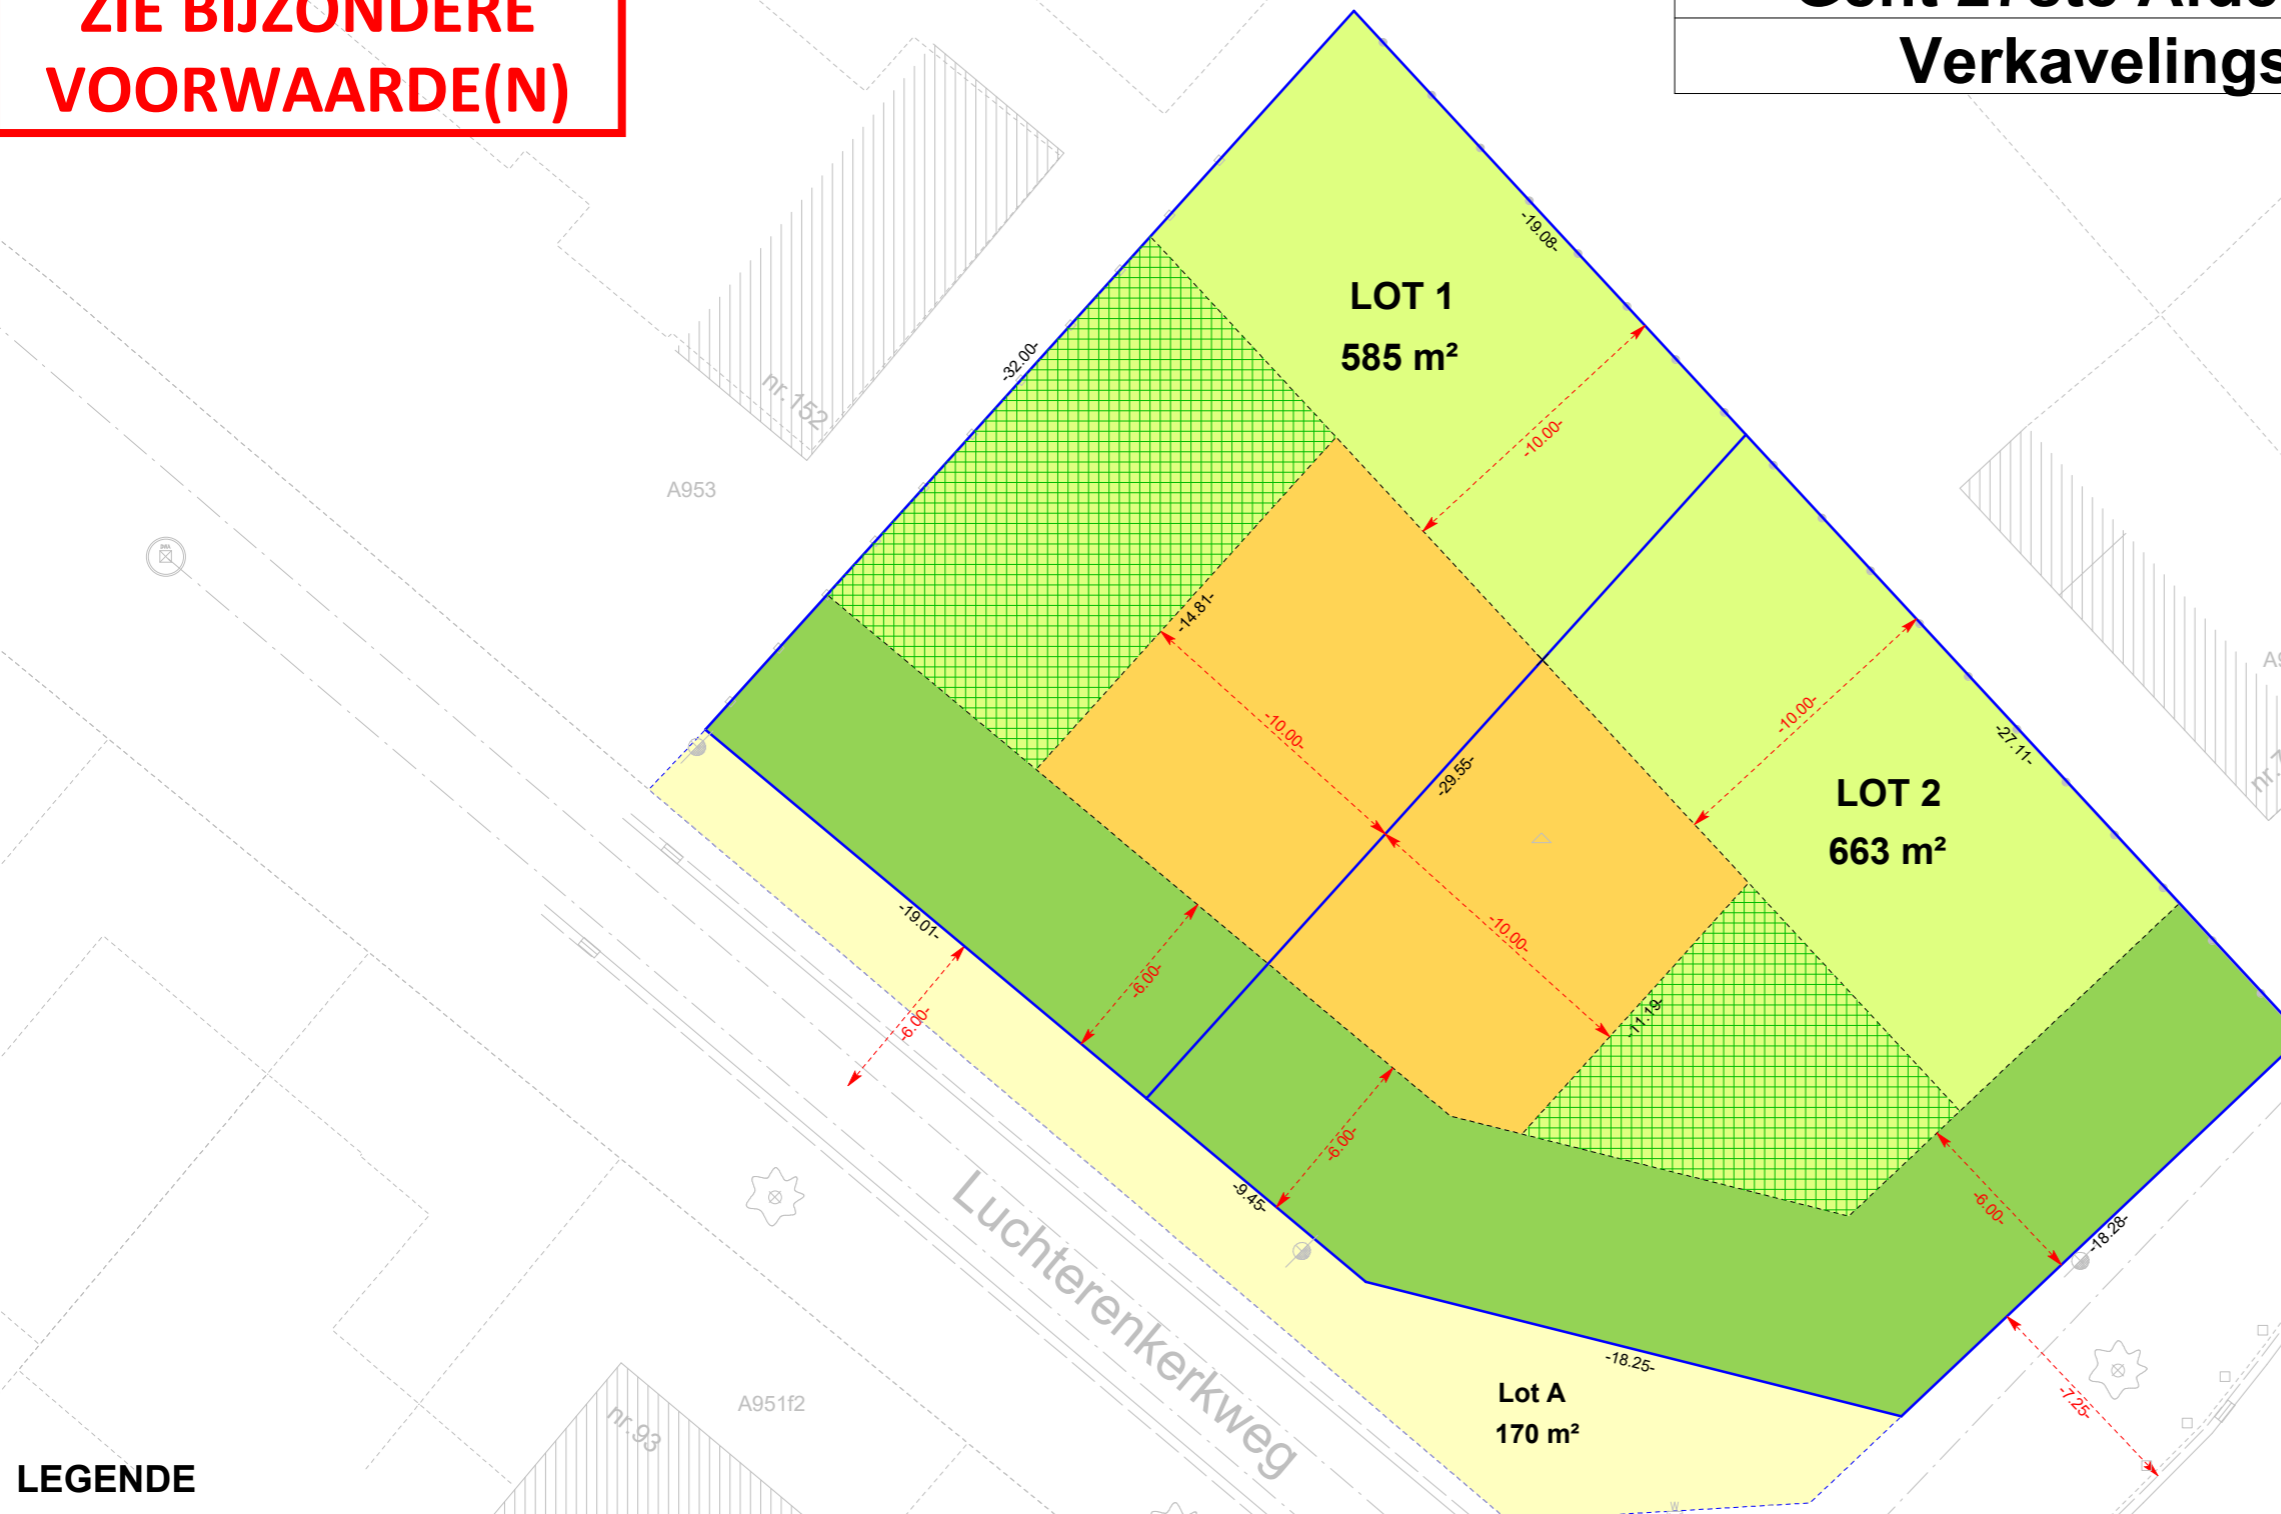 ZIE BIJZONDERE
VOORWAARDE(N)
Verkavelings
LOT 1
585 m²
-19.08-
-32.00-
-10.00-
nr.152
A953
-14.81-
-10.00-
-29.55-
-10.00-
-27.11-
LOT 2
663 m²
-10.00-
-11.19-
-19.01-
-6.00-
-6.00-
-6.00-
-9.45-
-6.00-
-18.28-
-18.25-
-7.25-
Luchterenkerkweg
Lot A
170 m²
A951f2
nr.93
W
LEGENDE